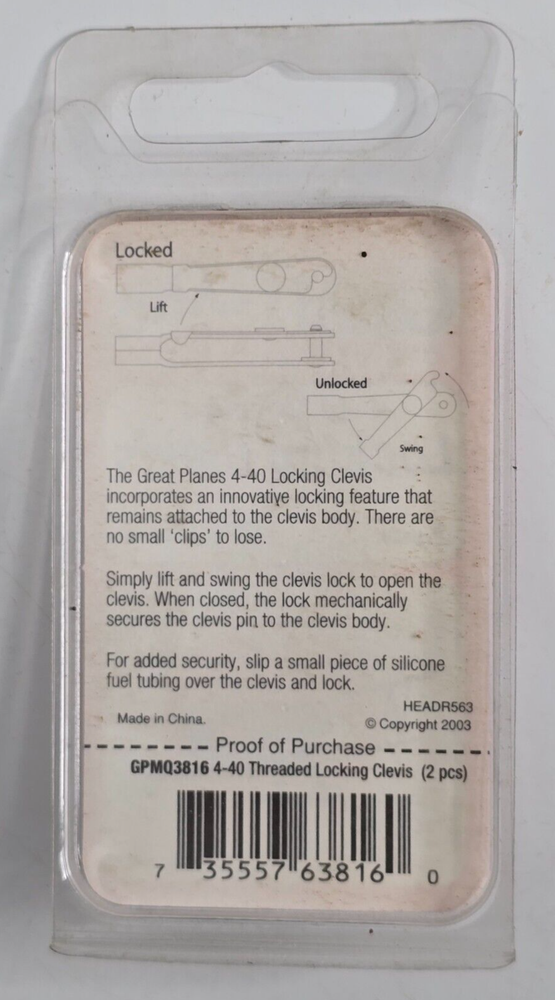 Locked
Lift
Unlocked
Swing
The Great Planes 4-40 Locking Clevis
incorporates an innovative locking feature that
remains attached to the clevis body. There are
no small 'clips' to lose.
Simply lift and swing the clevis lock to open the
clevis. When closed, the lock mechanically
secures the clevis pin to the clevis body.
For added security, slip a small piece of silicone
fuel tubing over the clevis and lock.
HEADR563
Made in China.
© Copyright 2003
Proof of Purchase
GPMQ3816 4-40 Threaded Locking Clevis (2 pcs)
7 35557 63816 0